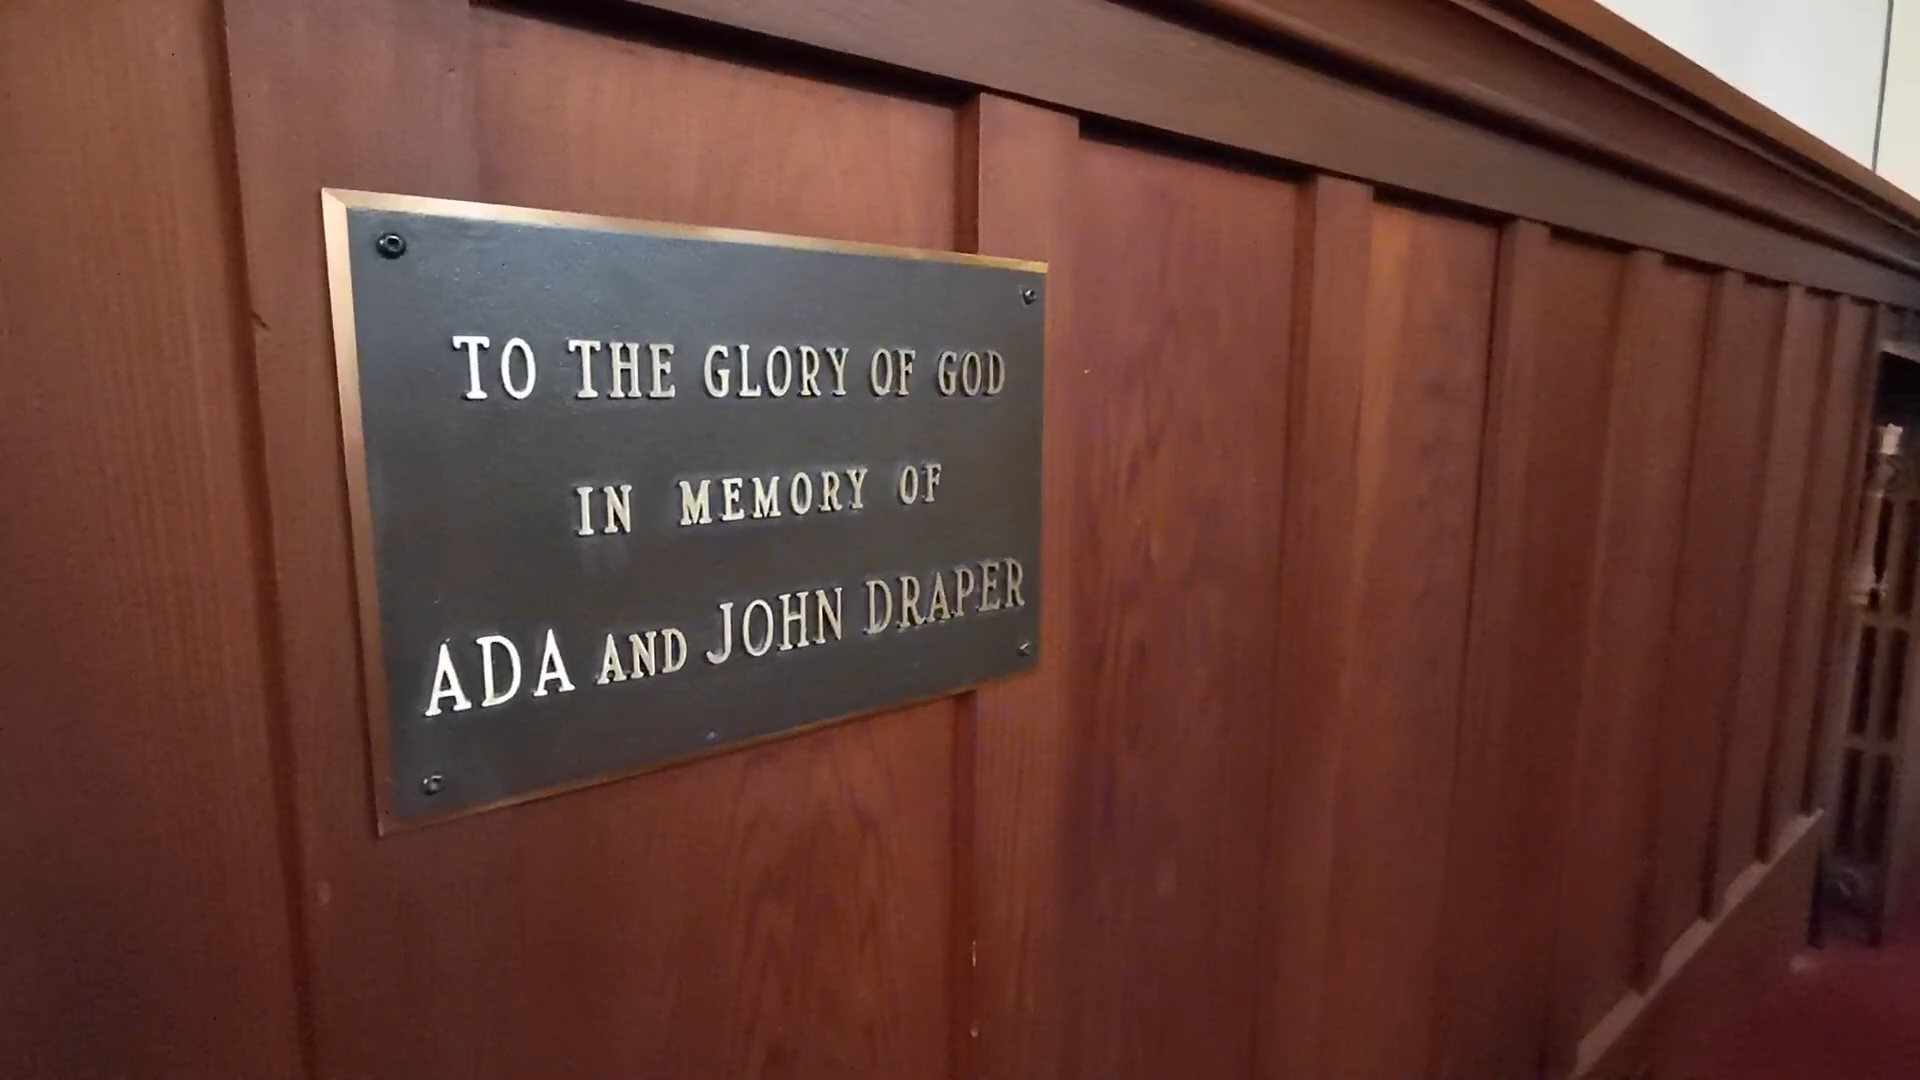 TO THE GLORY OF GOD
IN MEMORY OF
ADA AND JOHN DRAPER